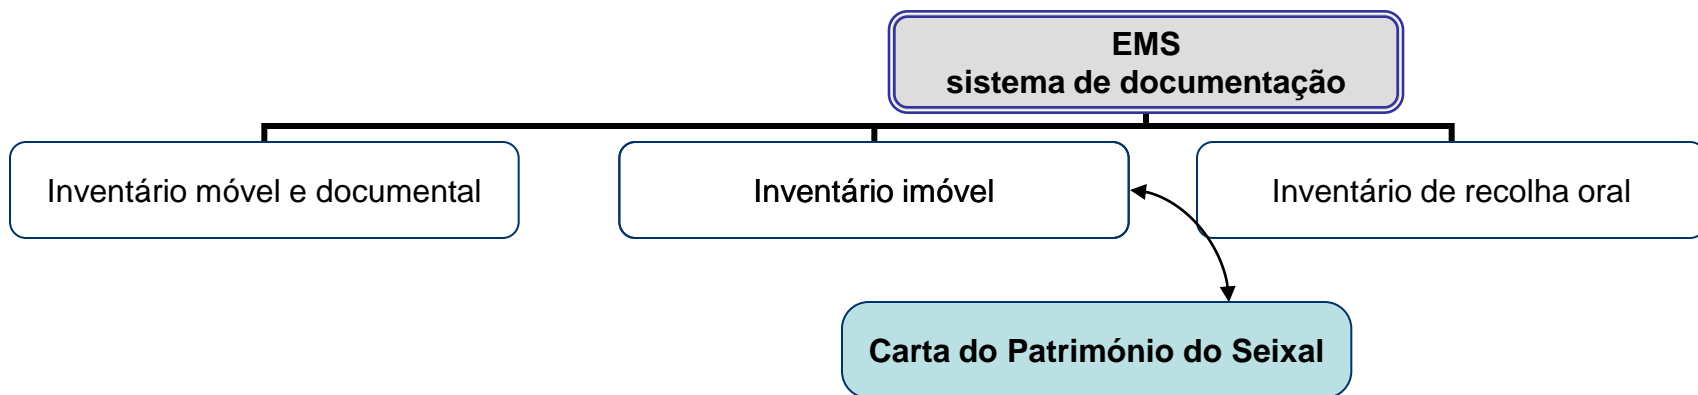 EMS
sistema de documentação
Inventário móvel e documental
Inventário imóvel
Inventário de recolha oral
Carta do Património do Seixal